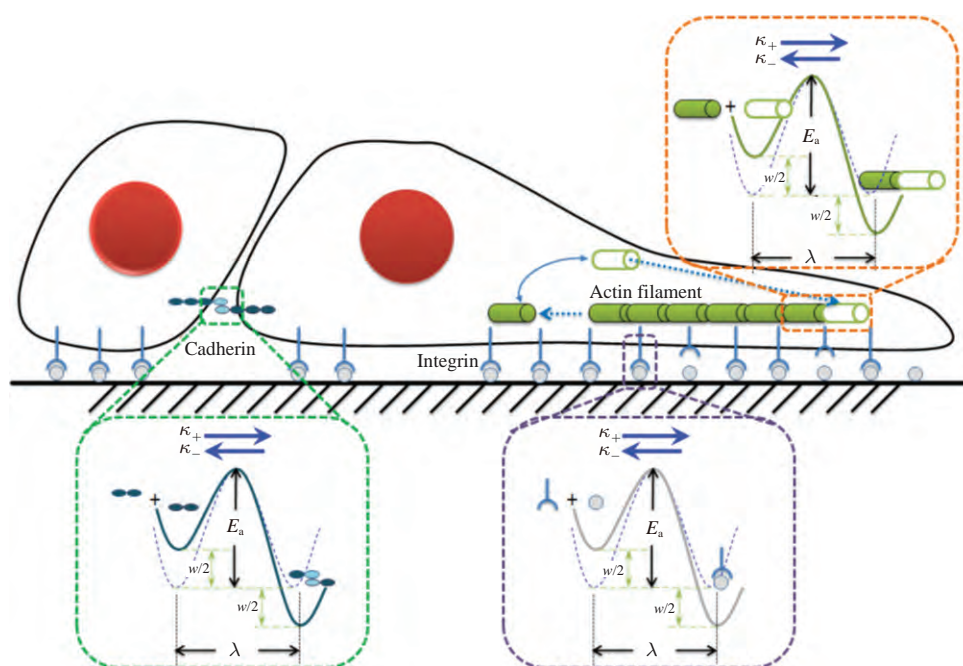 κ+
κ−
+
Eₐ
w/2
w/2
λ
Actin filament
Cadherin
Integrin
κ+
κ−
+
Eₐ
w/2
w/2
λ
κ+
κ−
+
Eₐ
w/2
w/2
λ